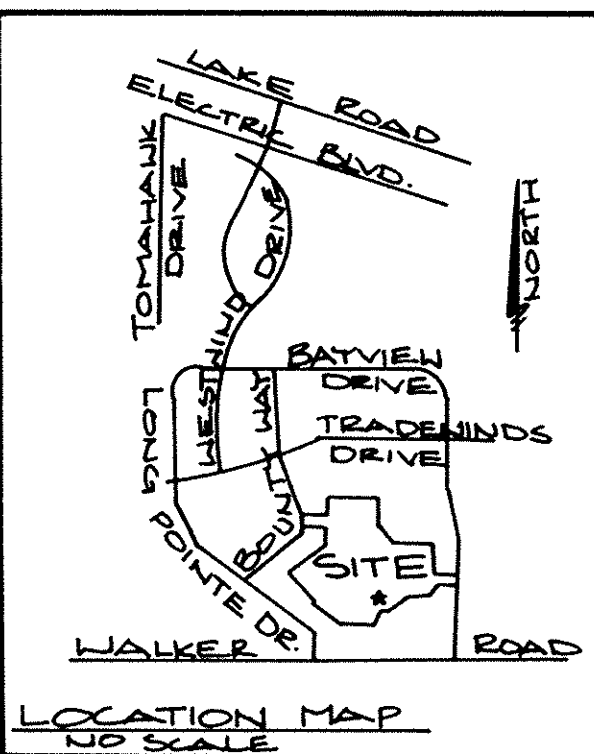 LAKE ROAD
ELECTRIC BLVD.
TOMAHAWK
DRIVE
NORTH
WESTWIND DRIVE
BAYVIEW
DRIVE
LONG
POINTE DR.
BOUNTY WAY
TRADEWINDS
DRIVE
SITE
WALKER ROAD
LOCATION MAP
NO SCALE